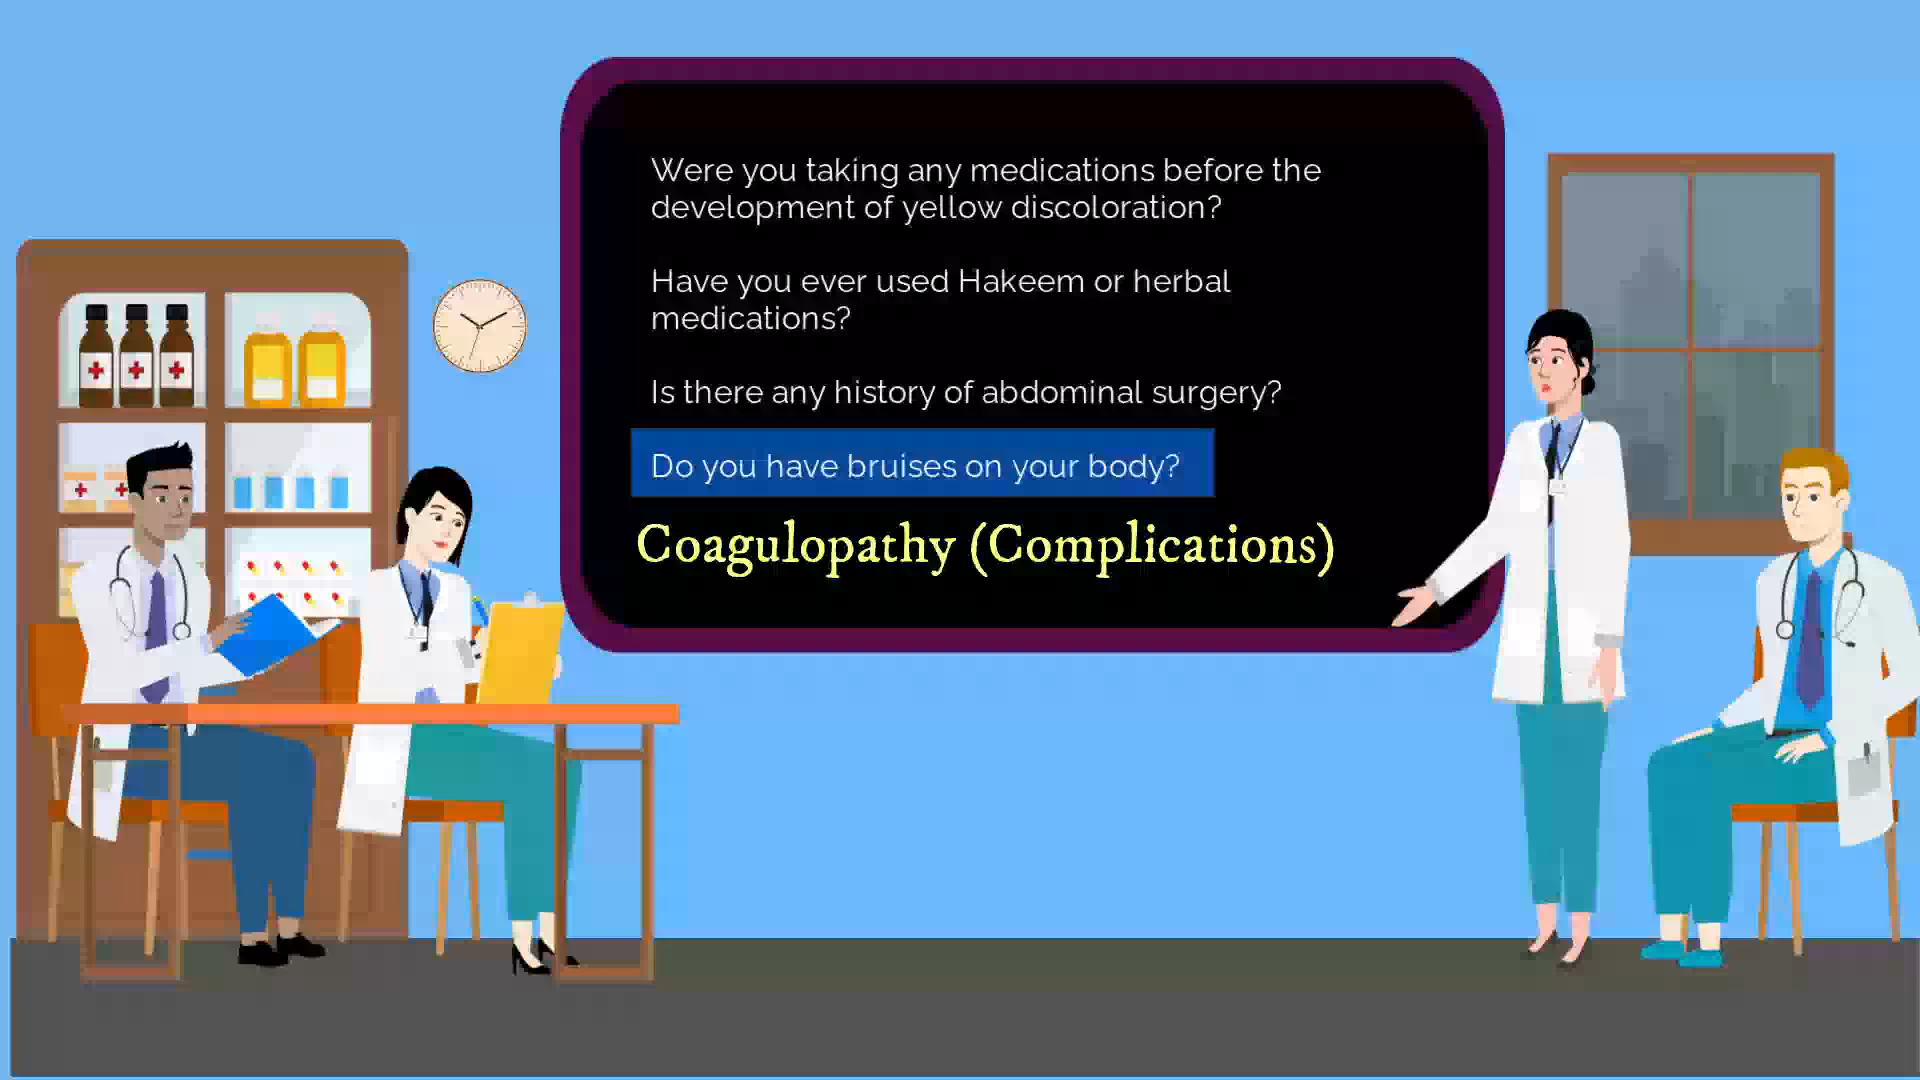 Were you taking any medications before the
development of yellow discoloration?
Have you ever used Hakeem or herbal
medications?
Is there any history of abdominal surgery?
Do you have bruises on your body?
Coagulopathy (Complications)